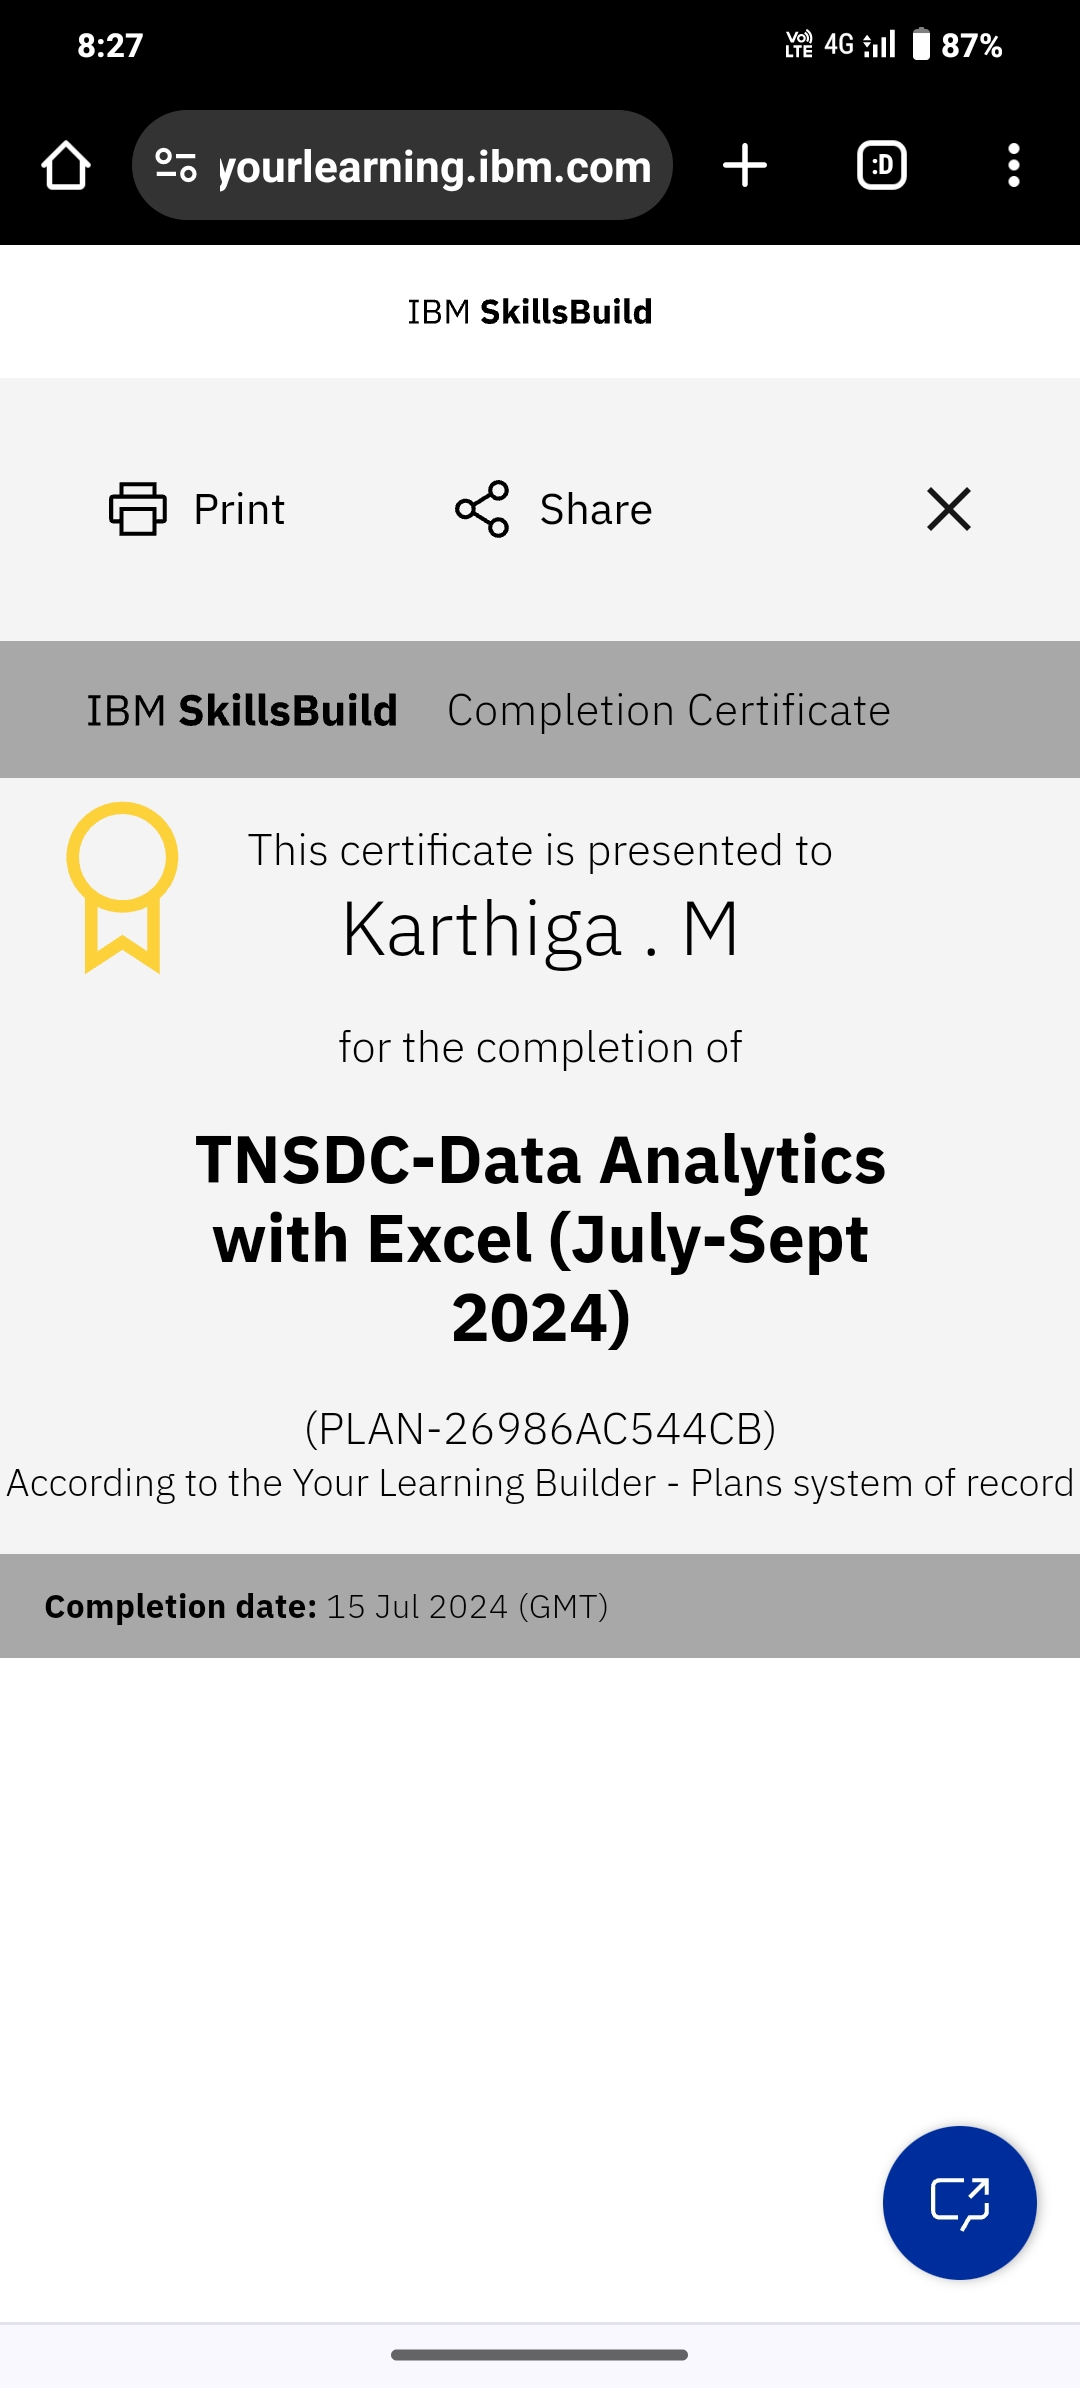 8:27
Vo) LTE 4G 87%
yourlearning.ibm.com
:D
IBM SkillsBuild
Print Share
IBM SkillsBuild Completion Certificate
This certificate is presented to
Karthiga . M
for the completion of
TNSDC-Data Analytics
with Excel (July-Sept
2024)
(PLAN-26986AC544CB)
According to the Your Learning Builder - Plans system of record
Completion date: 15 Jul 2024 (GMT)